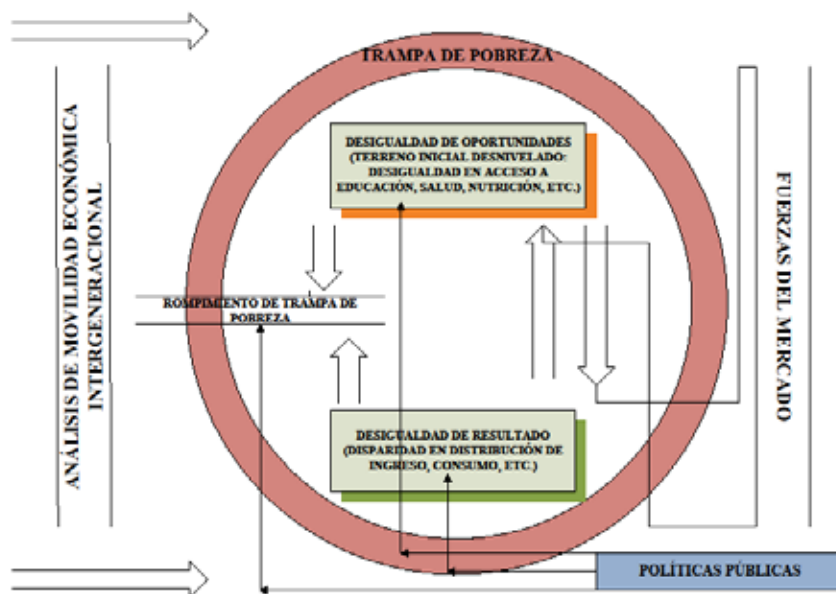 TRAMPA DE POBREZA
DESIGUALDAD DE OPORTUNIDADES
(TERRENO INICIAL DESNIVELADO:
DESIGUALDAD EN ACCESO A
EDUCACIÓN, SALUD, NUTRICIÓN, ETC.)
ANÁLISIS DE MOVILIDAD ECONÓMICA
INTERGENERACIONAL
ROMPIMIENTO DE TRAMPA DE
POBREZA
FUERZAS DEL MERCADO
DESIGUALDAD DE RESULTADO
(DISPARIDAD EN DISTRIBUCIÓN DE
INGRESO, CONSUMO, ETC.)
POLÍTICAS PÚBLICAS